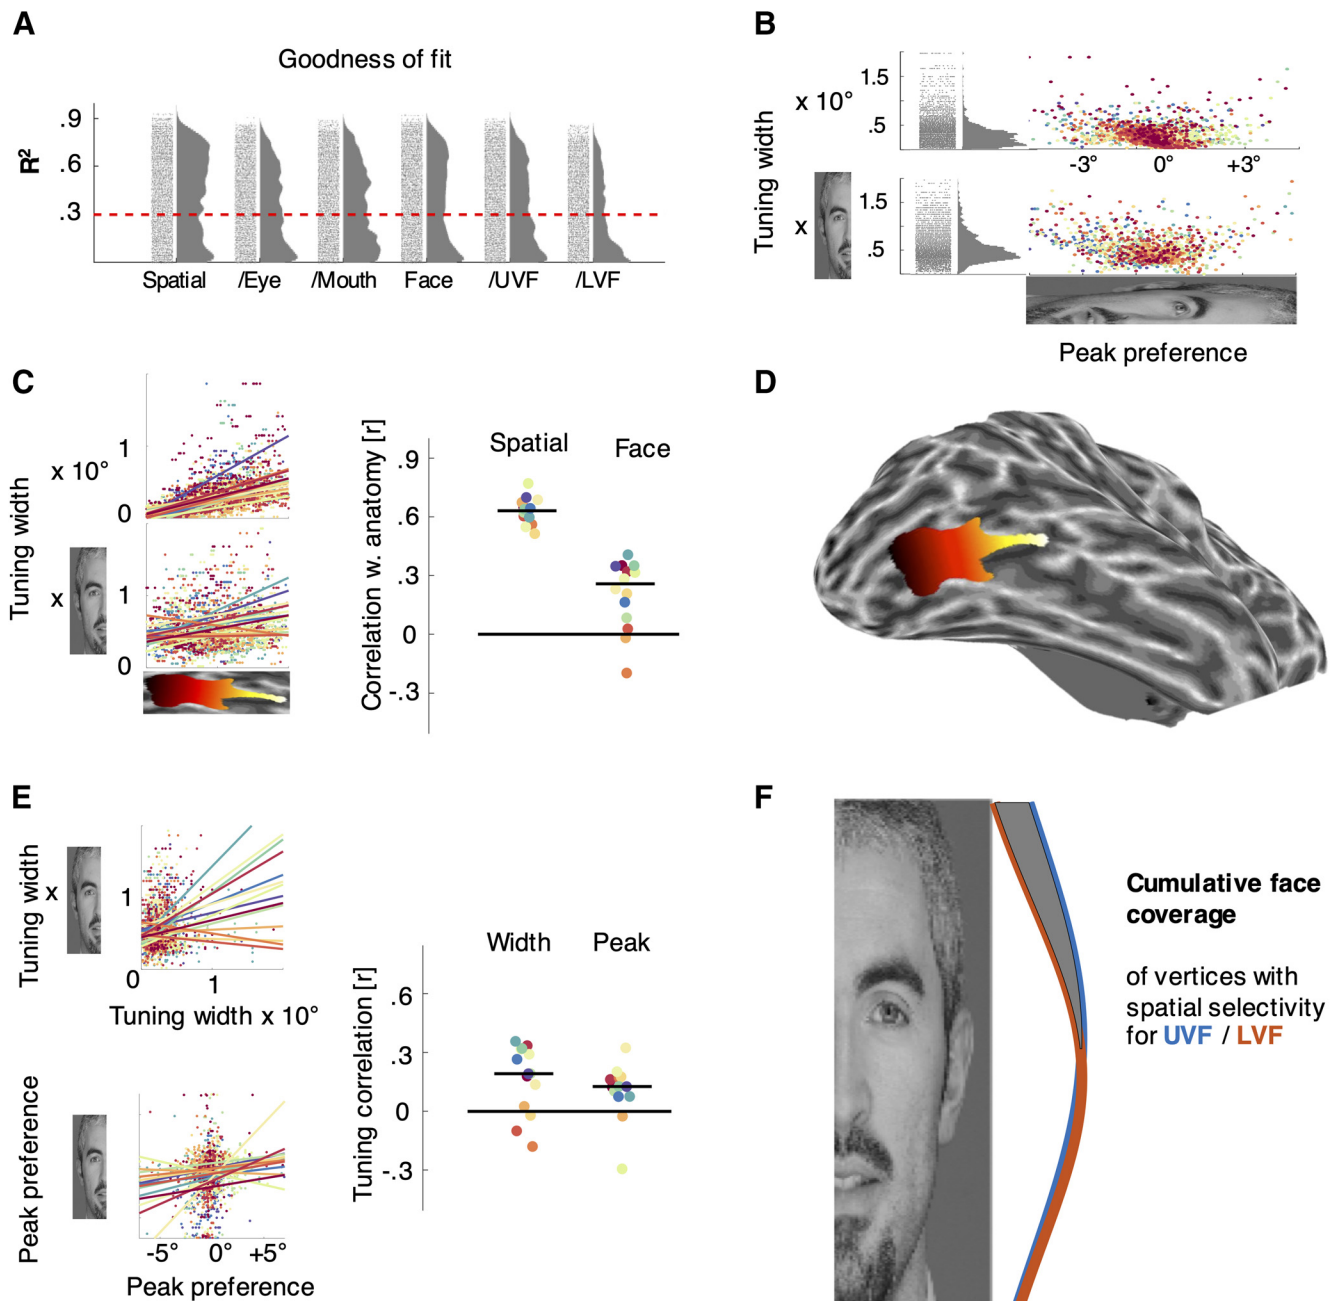 A
Goodness of fit
R²
.9
.6
.3
Spatial
/Eye
/Mouth
Face
/UVF
/LVF
B
Tuning width
x 10°
1.5
.5
-3°
0°
+3°
x
1.5
.5
Peak preference
C
Tuning width
x 10°
1
0
x
1
0
Correlation w. anatomy [r]
Spatial
Face
.9
.6
.3
0
-.3
D
E
Tuning width
x
1
0
1
Tuning width x 10°
Peak preference
-5°
0°
+5°
Peak preference
Tuning correlation [r]
Width
Peak
.6
.3
0
-.3
F
Cumulative face
coverage
of vertices with
spatial selectivity
for UVF / LVF